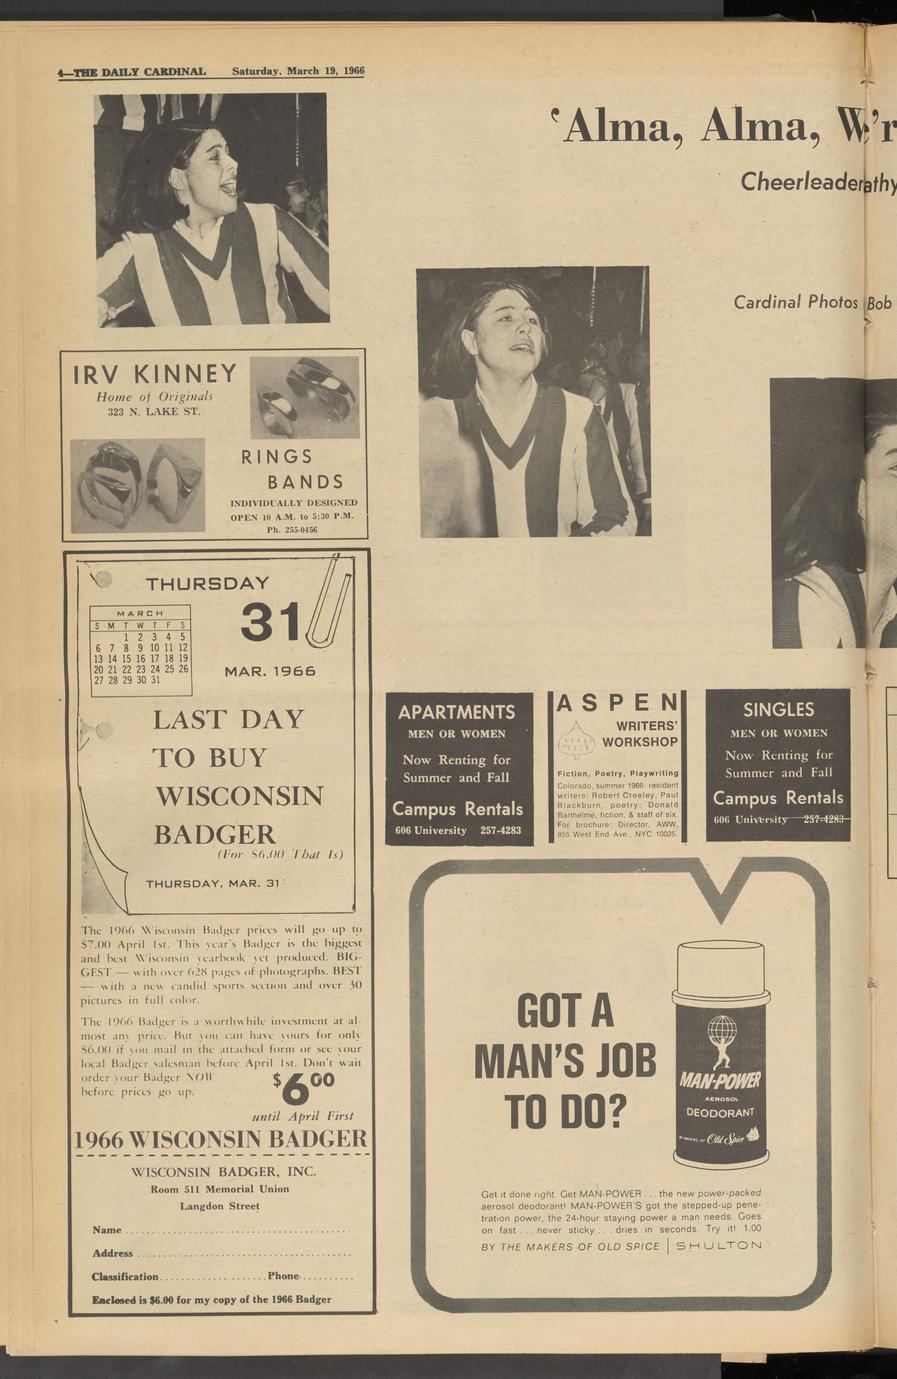 4—THE DAILY CARDINAL Saturday, March 19, 1966
‘Alma, Alma, W
Cheerleader
athy
Cardinal Photos Bob
IRV KINNEY
Home of Originals
323 N. LAKE ST.
RINGS
BANDS
INDIVIDUALLY DESIGNED
OPEN 10 A.M. to 5:30 P.M.
Ph. 255-0456
THURSDAY
31
MAR. 1966
MARCH
S M T W T F S
1 2 3 4 5
6 7 8 9 10 11 12
13 14 15 16 17 18 19
20 21 22 23 24 25 26
27 28 29 30 31
LAST DAY
TO BUY
WISCONSIN
BADGER
(For $6.00 That Is)
THURSDAY, MAR. 31
The 1966 Wisconsin Badger prices will go up to
$7.00 April 1st. This year's Badger is the biggest
and best Wisconsin yearbook yet produced. BIG-
GEST — with over 628 pages of photographs. BEST
— with a new candid sports section and over 30
pictures in full color.
The 1966 Badger is a worthwhile investment at al-
most any price. But you can have yours for only
$6.00 if you mail in the attached form or see your
local Badger salesman before April 1st. Don't wait
order your Badger NOW
before prices go up.
$6.00
until April First
1966 WISCONSIN BADGER
WISCONSIN BADGER, INC.
Room 511 Memorial Union
Langdon Street
Name
Address
Classification Phone
Enclosed is $6.00 for my copy of the 1966 Badger
APARTMENTS
MEN OR WOMEN
Now Renting for
Summer and Fall
Campus Rentals
606 University 257-4283
ASPEN
WRITERS'
WORKSHOP
Fiction, Poetry, Playwriting
Colorado, summer 1966: resident
writers: Robert Creeley, Paul
Blackburn, poetry; Donald
Barthelme, fiction, & staff of six.
For brochure: Director, AWW,
655 West End Ave., NYC 10025.
SINGLES
MEN OR WOMEN
Now Renting for
Summer and Fall
Campus Rentals
606 University 257-4283
GOT A
MAN'S JOB
TO DO?
MAN-POWER
AEROSOL
DEODORANT
BY MAKERS OF Old Spice
Get it done right. Get MAN-POWER . . . the new power-packed
aerosol deodorant! MAN-POWER'S got the stepped-up pene-
tration power, the 24-hour staying power a man needs. Goes
on fast . . . never sticky . . . dries in seconds. Try it! 1.00
BY THE MAKERS OF OLD SPICE | SHULTON